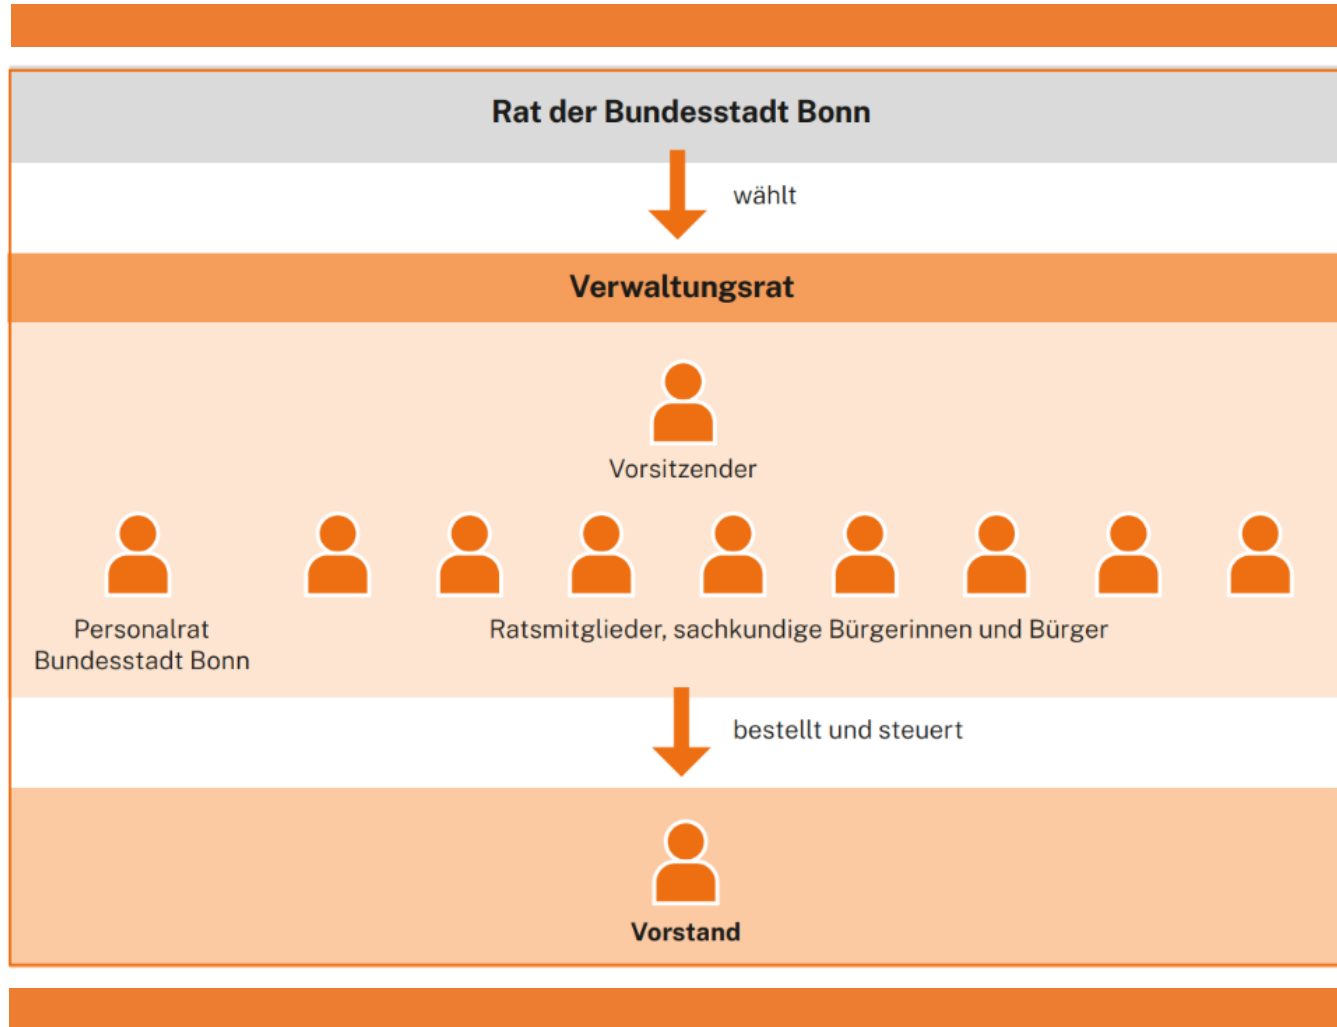 Rat der Bundesstadt Bonn
wählt
Verwaltungsrat
Vorsitzender
Personalrat
Bundesstadt Bonn
Ratsmitglieder, sachkundige Bürgerinnen und Bürger
bestellt und steuert
Vorstand